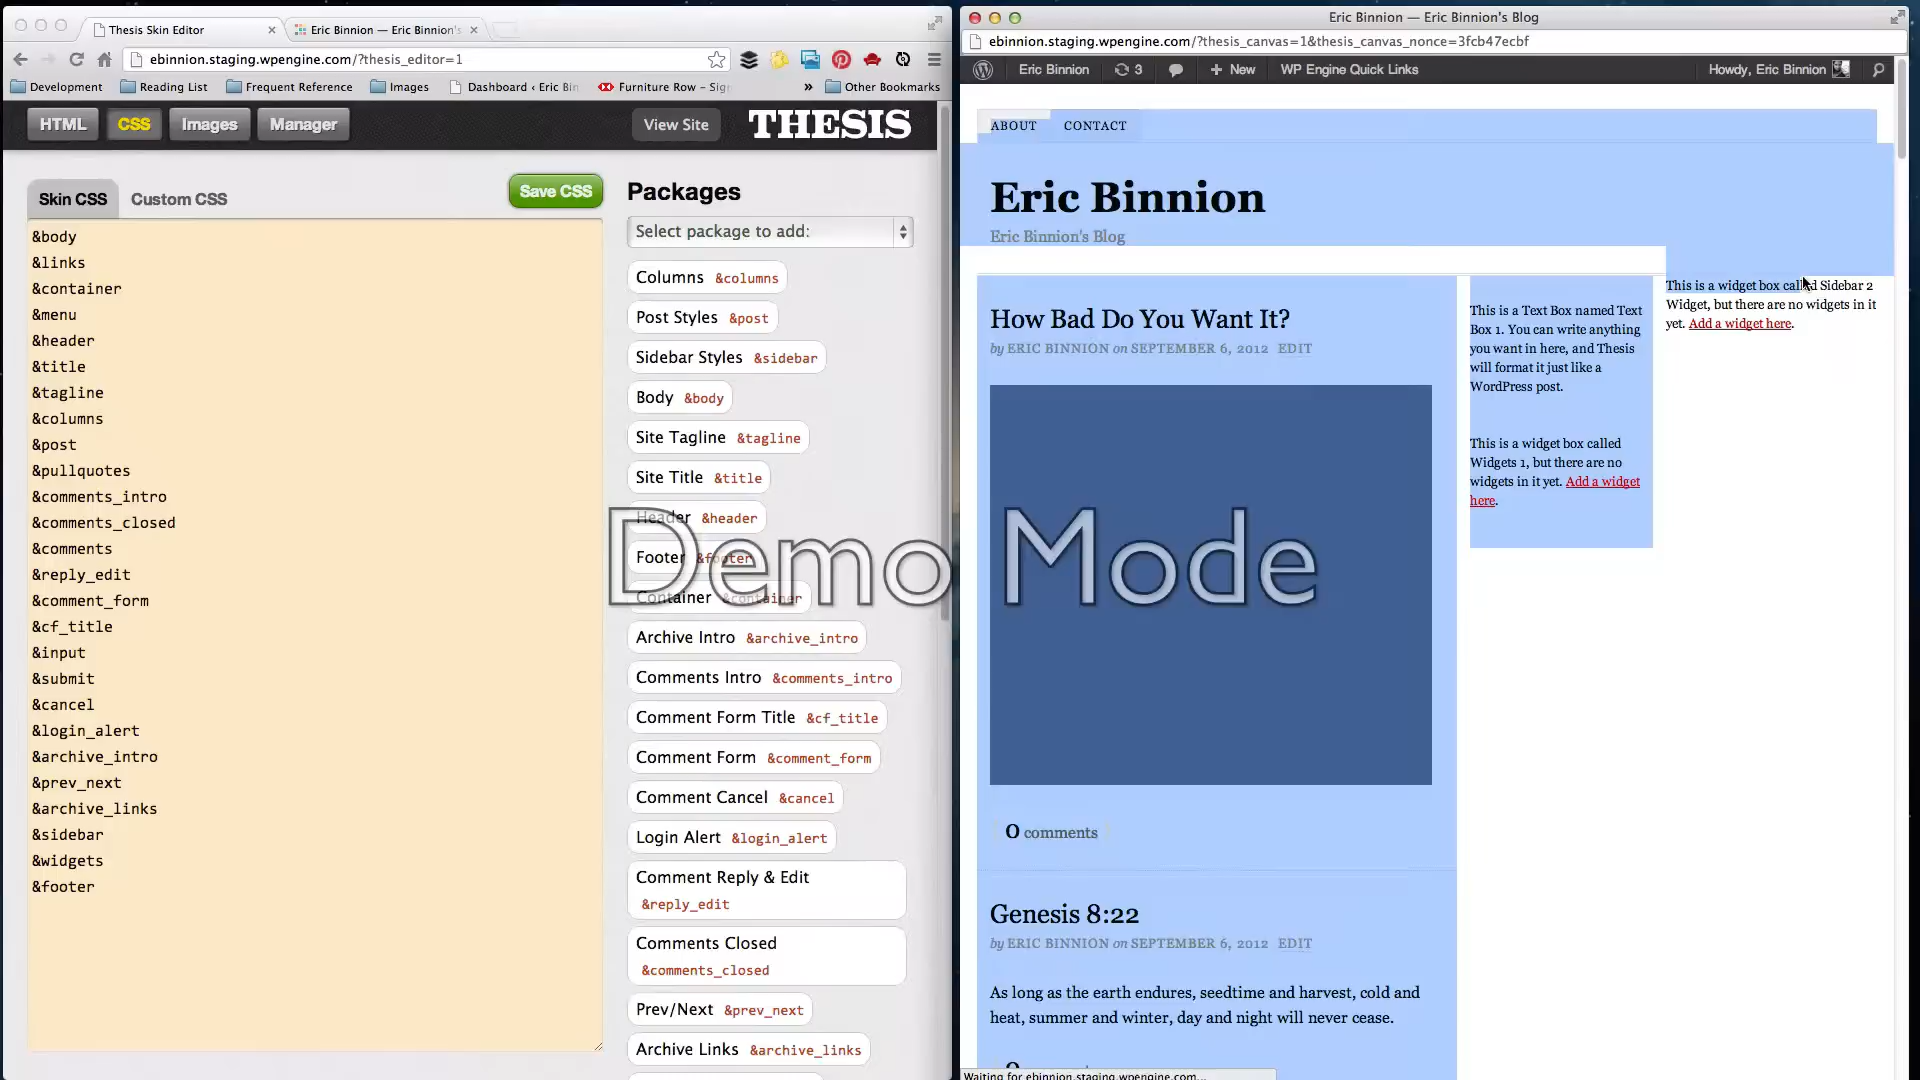 Thesis Skin Editor
Eric Binnion — Eric Binnion's
ebinnion.staging.wpengine.com/?thesis_editor=1
Development
Reading List
Frequent Reference
Images
Dashboard ‹ Eric Bin
Furniture Row – Sig
»
Other Bookmarks
HTML
CSS
Images
Manager
View Site
THESIS
Skin CSS
Custom CSS
Save CSS
&body
&links
&container
&menu
&header
&title
&tagline
&columns
&post
&pullquotes
&comments_intro
&comments_closed
&comments
&reply_edit
&comment_form
&cf_title
&input
&submit
&cancel
&login_alert
&archive_intro
&prev_next
&archive_links
&sidebar
&widgets
&footer
Packages
Select package to add:
Columns &columns
Post Styles &post
Sidebar Styles &sidebar
Body &body
Site Tagline &tagline
Site Title &title
Header &header
Footer &footer
Container &container
Archive Intro &archive_intro
Comments Intro &comments_intro
Comment Form Title &cf_title
Comment Form &comment_form
Comment Cancel &cancel
Login Alert &login_alert
Comment Reply & Edit
&reply_edit
Comments Closed
&comments_closed
Prev/Next &prev_next
Archive Links &archive_links
Demo Mode
Eric Binnion — Eric Binnion's Blog
ebinnion.staging.wpengine.com/?thesis_canvas=1&thesis_canvas_nonce=3fcb47ecbf
Eric Binnion
3
+ New
WP Engine Quick Links
Howdy, Eric Binnion
ABOUT
CONTACT
Eric Binnion
Eric Binnion's Blog
How Bad Do You Want It?
by ERIC BINNION on SEPTEMBER 6, 2012 EDIT
0 comments
Genesis 8:22
by ERIC BINNION on SEPTEMBER 6, 2012 EDIT
As long as the earth endures, seedtime and harvest, cold and
heat, summer and winter, day and night will never cease.
This is a Text Box named Text
Box 1. You can write anything
you want in here, and Thesis
will format it just like a
WordPress post.
This is a widget box called
Widgets 1, but there are no
widgets in it yet. Add a widget
here.
This is a widget box called Sidebar 2
Widget, but there are no widgets in it
yet. Add a widget here.
Waiting for ebinnion.staging.wpengine.com...